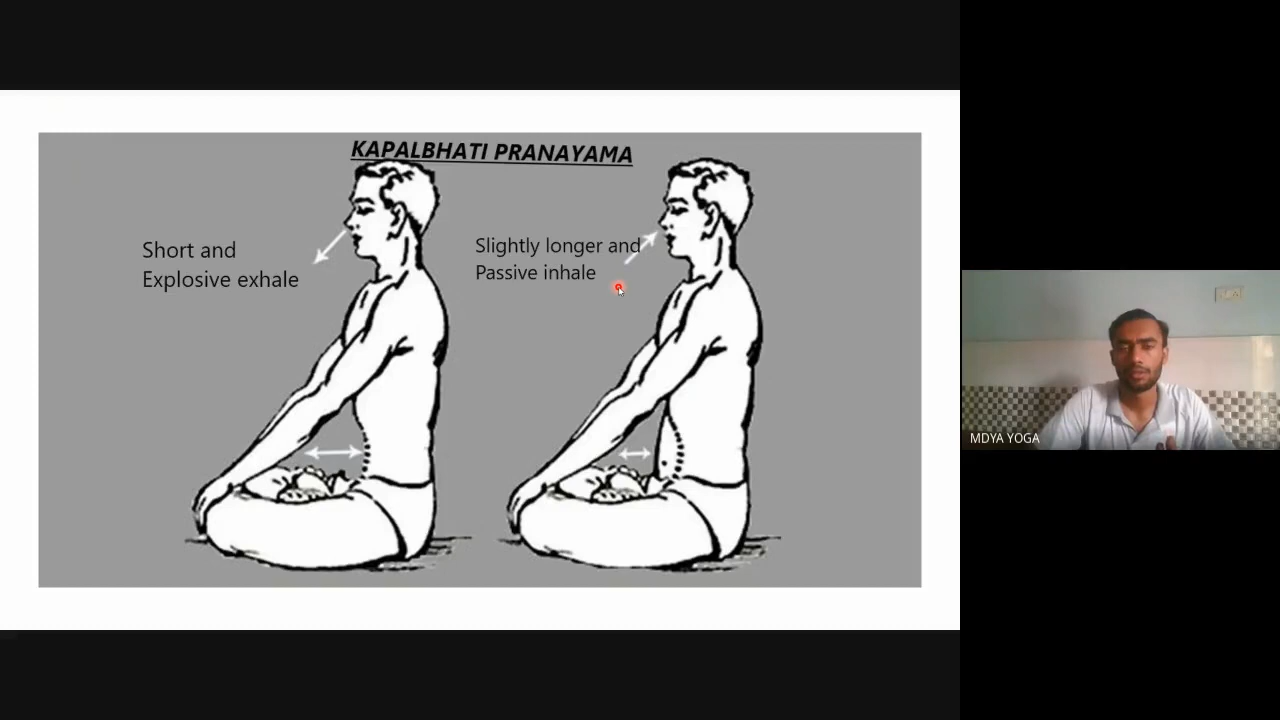 KAPALBHATI PRANAYAMA
Short and
Explosive exhale
Slightly longer and
Passive inhale
MDYA YOGA